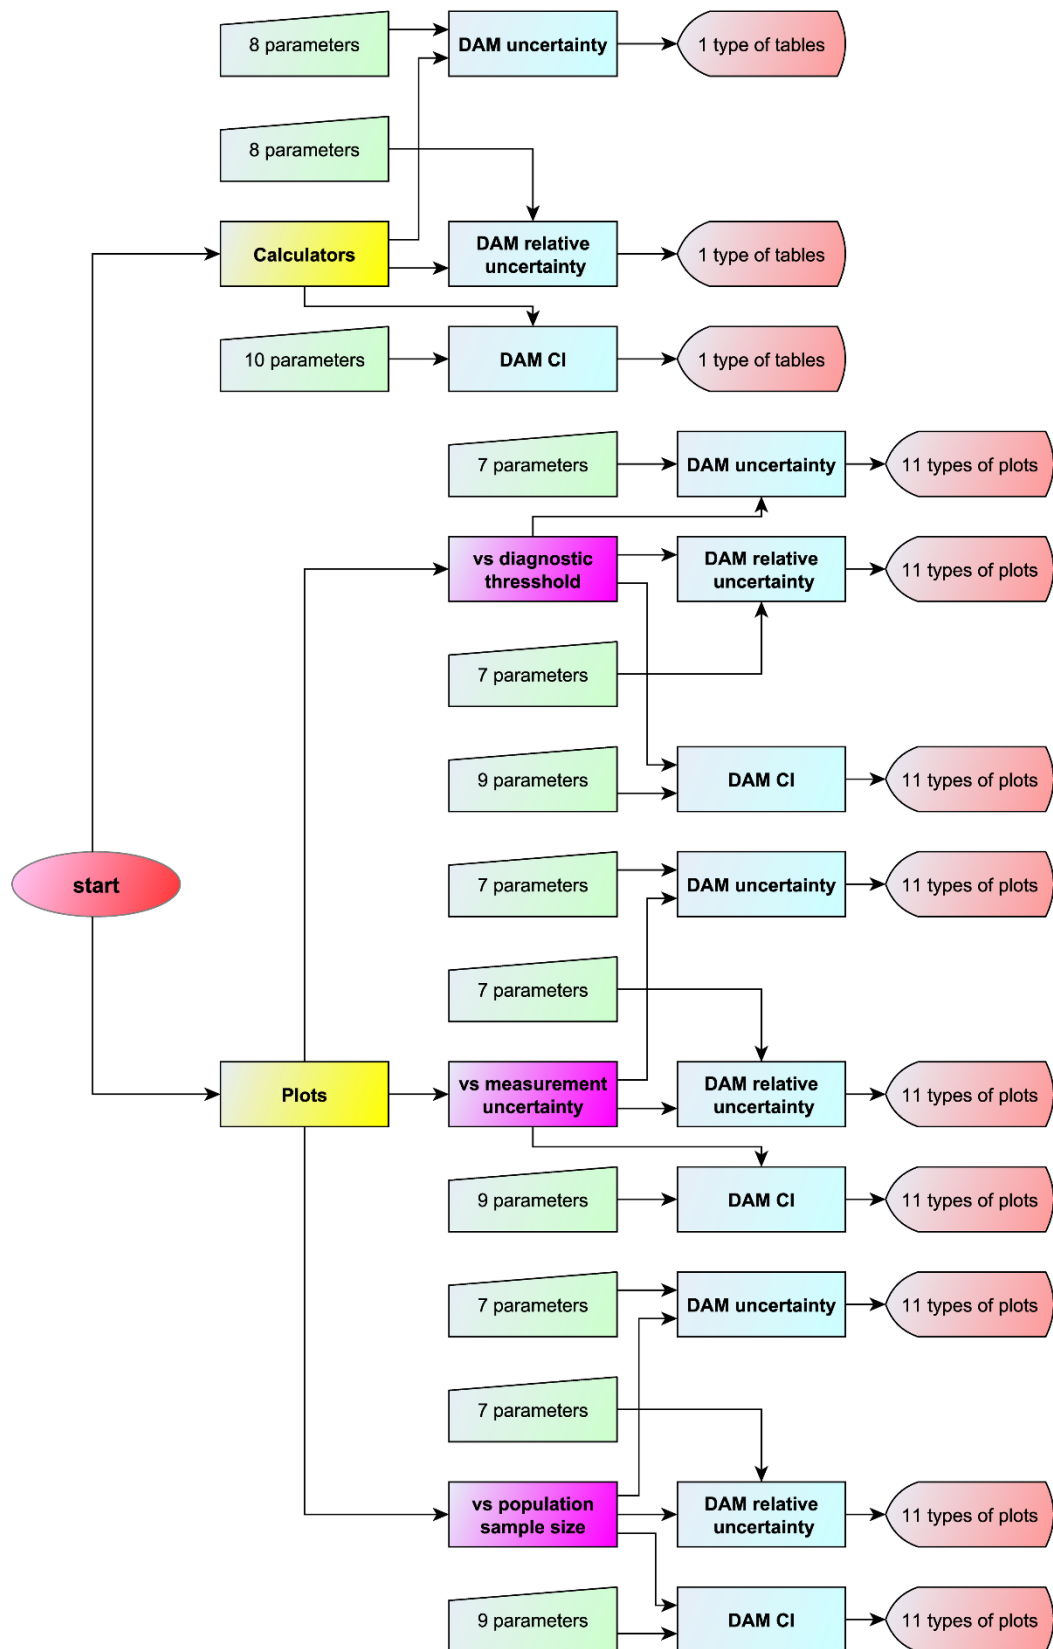 8 parameters
DAM uncertainty
1 type of tables
8 parameters
Calculators
DAM relative
uncertainty
1 type of tables
10 parameters
DAM CI
1 type of tables
7 parameters
DAM uncertainty
11 types of plots
vs diagnostic
thresshold
DAM relative
uncertainty
11 types of plots
7 parameters
9 parameters
DAM CI
11 types of plots
start
7 parameters
DAM uncertainty
11 types of plots
7 parameters
Plots
vs measurement
uncertainty
DAM relative
uncertainty
11 types of plots
9 parameters
DAM CI
11 types of plots
7 parameters
DAM uncertainty
11 types of plots
7 parameters
vs population
sample size
DAM relative
uncertainty
11 types of plots
9 parameters
DAM CI
11 types of plots